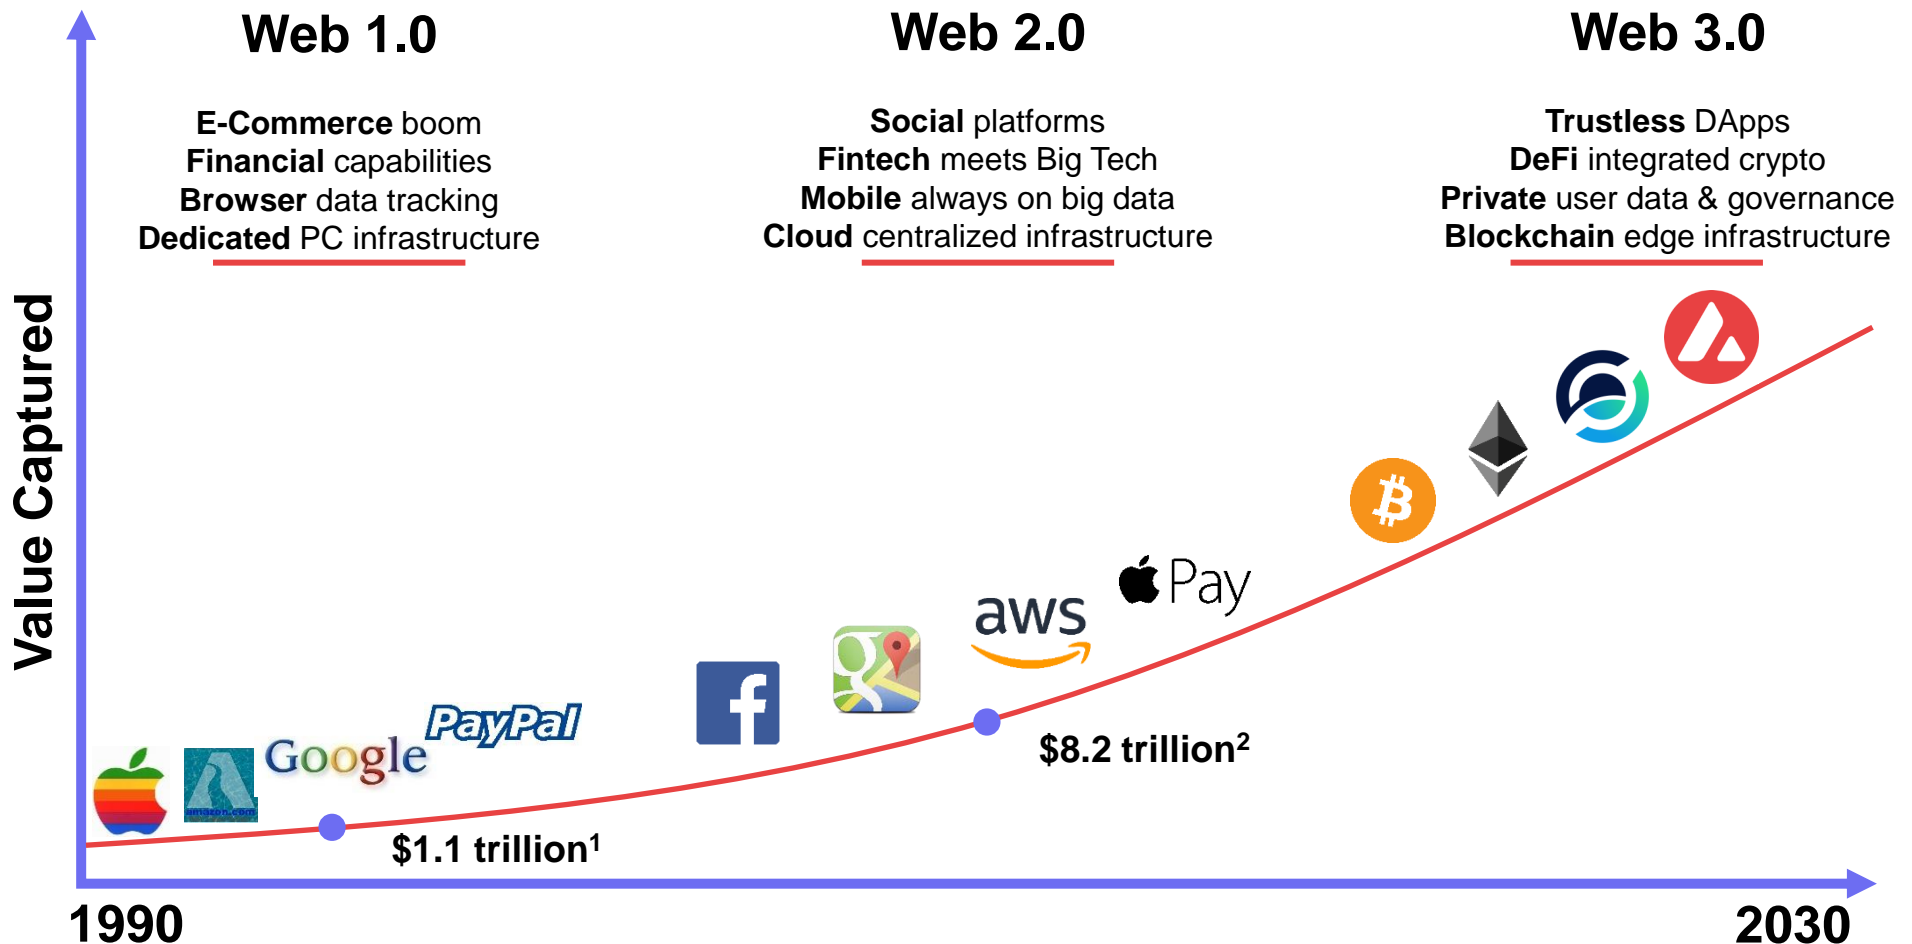 Web 1.0
E-Commerce boom
Financial capabilities
Browser data tracking
Dedicated PC infrastructure
Web 2.0
Social platforms
Fintech meets Big Tech
Mobile always on big data
Cloud centralized infrastructure
Web 3.0
Trustless DApps
DeFi integrated crypto
Private user data & governance
Blockchain edge infrastructure
Value Captured
amazon.com
Google
PayPal
f
g
aws
Pay
₿
$1.1 trillion¹
$8.2 trillion²
1990
2030